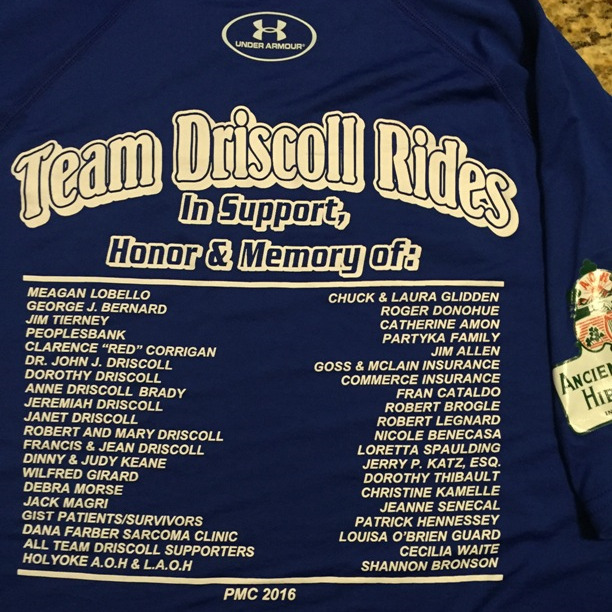 UNDER ARMOUR
Team Driscoll Rides
In Support,
Honor & Memory of:
MEAGAN LOBELLO
GEORGE J. BERNARD
JIM TIERNEY
PEOPLESBANK
CLARENCE "RED" CORRIGAN
DR. JOHN J. DRISCOLL
DOROTHY DRISCOLL
ANNE DRISCOLL BRADY
JEREMIAH DRISCOLL
JANET DRISCOLL
ROBERT AND MARY DRISCOLL
FRANCIS & JEAN DRISCOLL
DINNY & JUDY KEANE
WILFRED GIRARD
DEBRA MORSE
JACK MAGRI
GIST PATIENTS/SURVIVORS
DANA FARBER SARCOMA CLINIC
ALL TEAM DRISCOLL SUPPORTERS
HOLYOKE A.O.H & L.A.O.H
CHUCK & LAURA GLIDDEN
ROGER DONOHUE
CATHERINE AMON
PARTYKA FAMILY
JIM ALLEN
GOSS & MCLAIN INSURANCE
COMMERCE INSURANCE
FRAN CATALDO
ROBERT BROGLE
ROBERT LEGNARD
NICOLE BENECASA
LORETTA SPAULDING
JERRY P. KATZ, ESQ.
DOROTHY THIBAULT
CHRISTINE KAMELLE
JEANNE SENECAL
PATRICK HENNESSEY
LOUISA O'BRIEN GUARD
CECILIA WAITE
SHANNON BRONSON
PMC 2016
ANCIEN
HIB